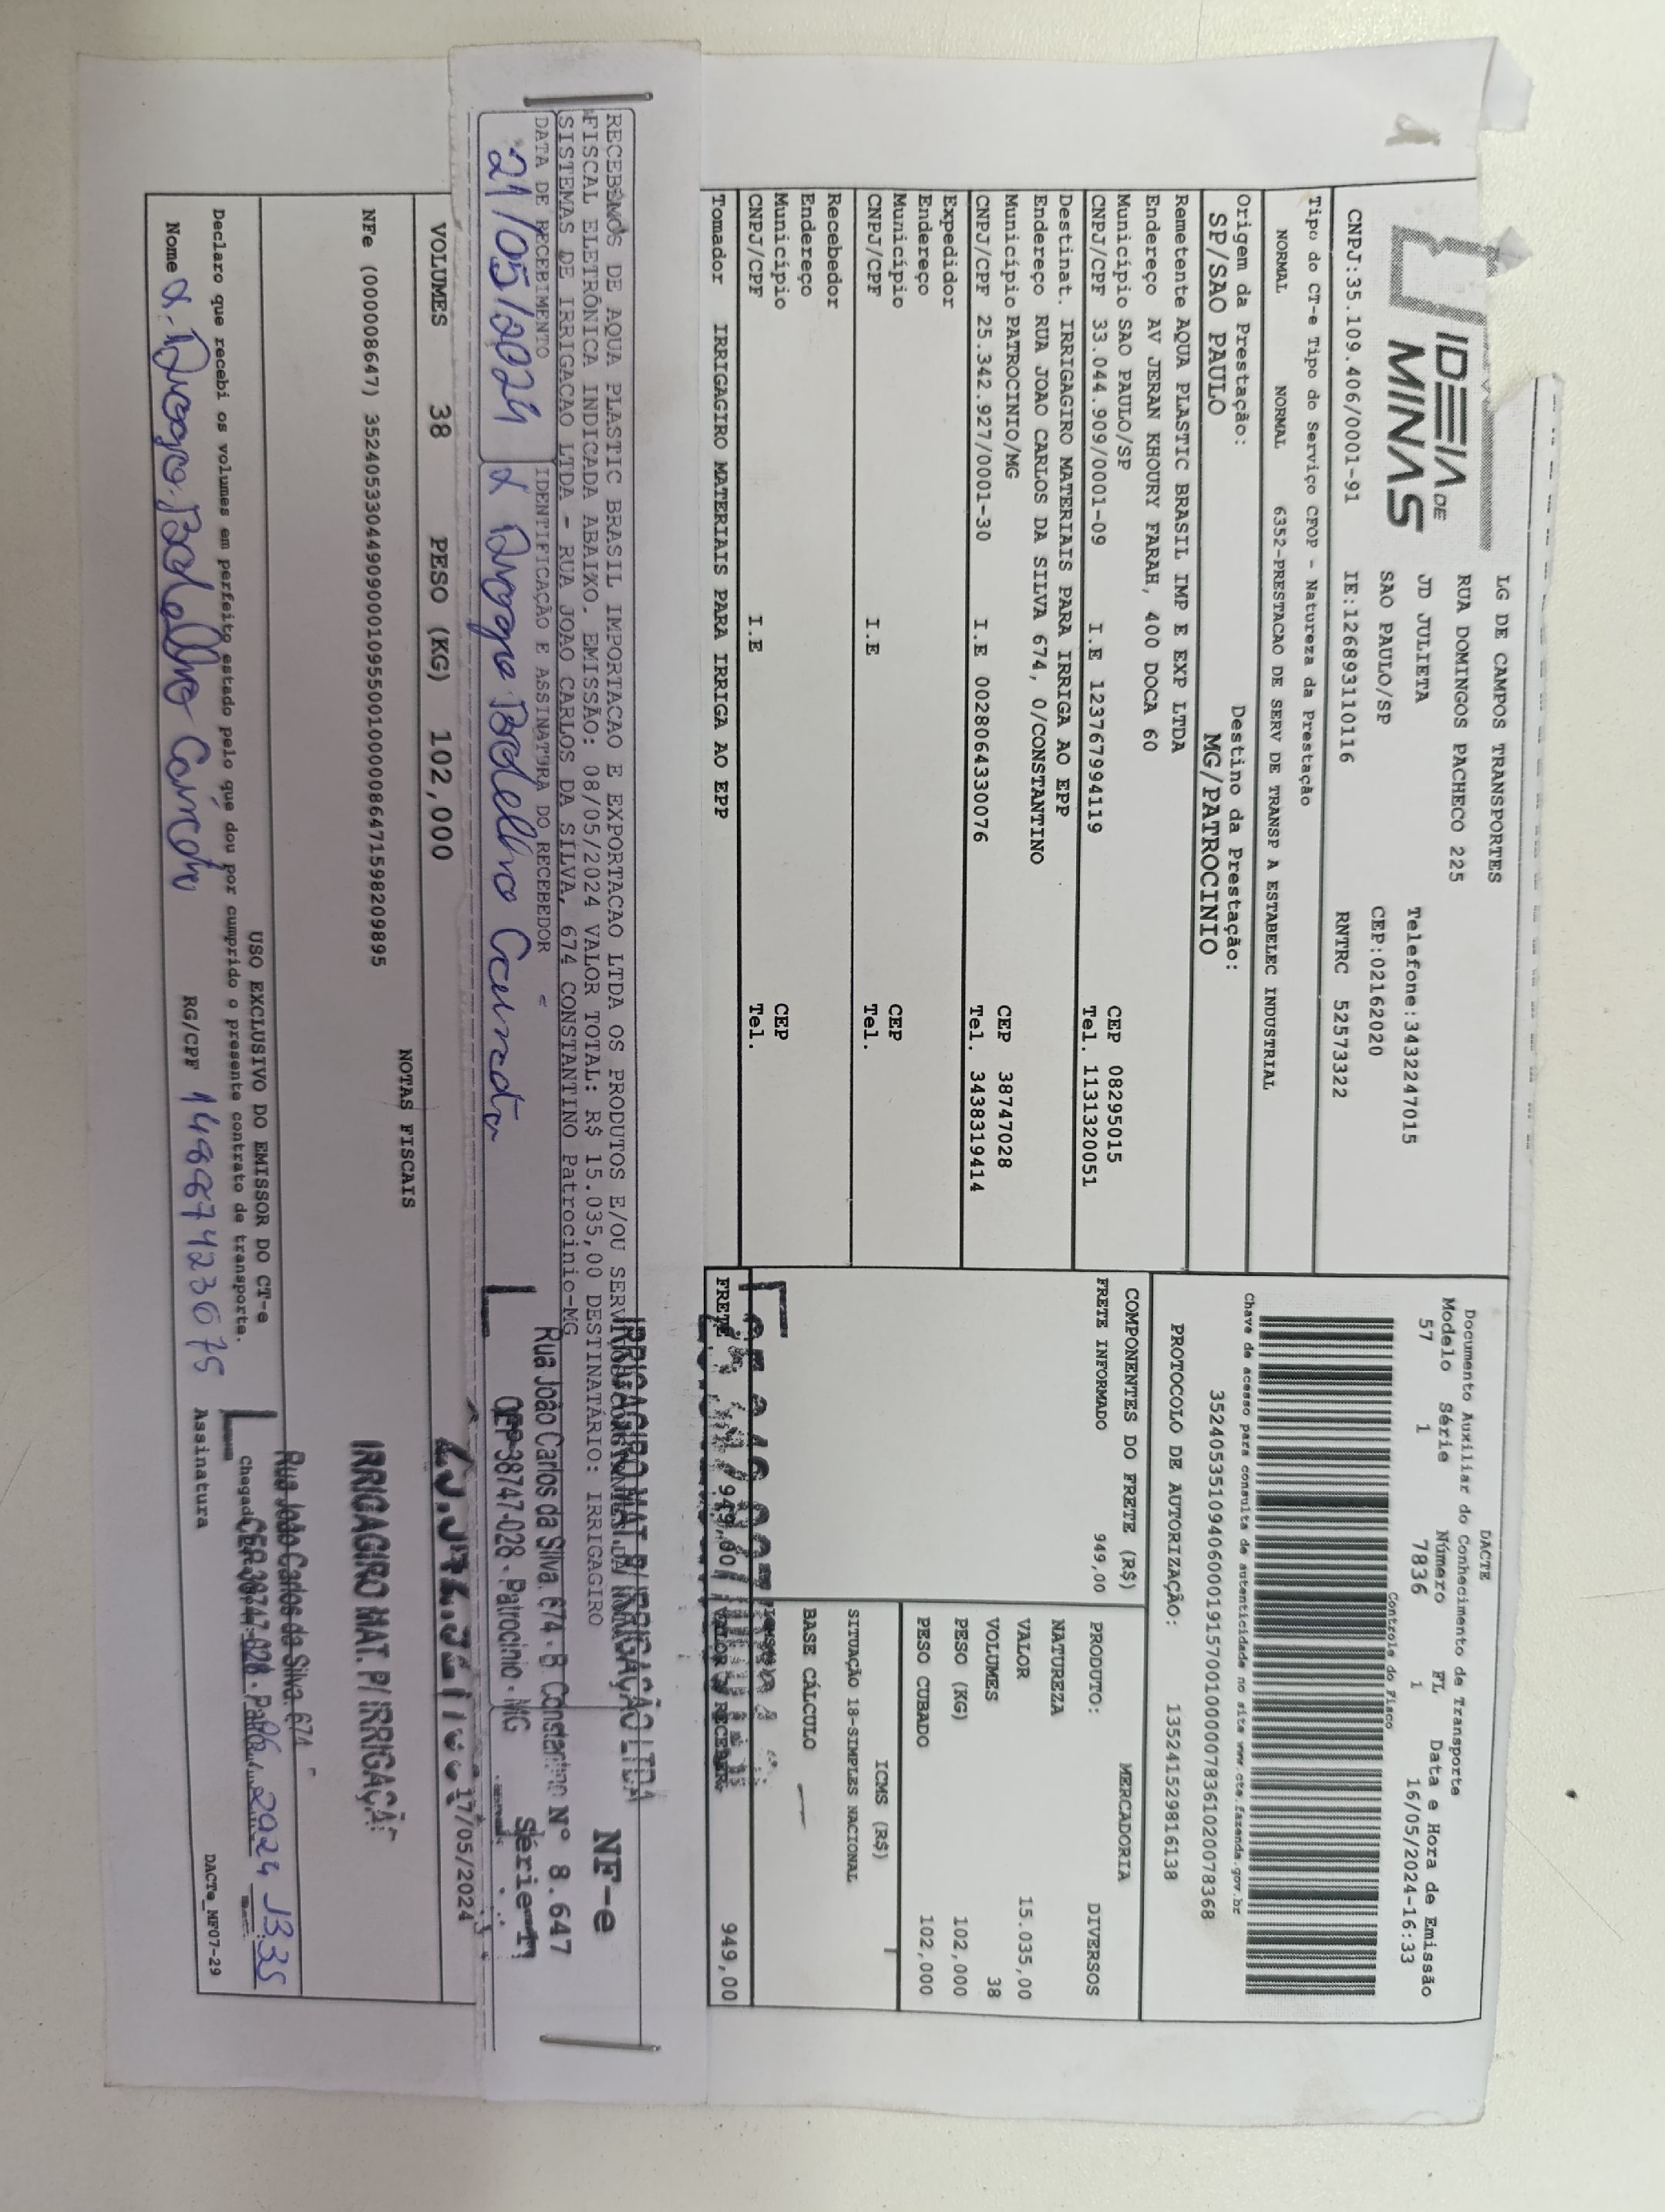 IDEIA DE
MINAS
LG DE CAMPOS TRANSPORTES
RUA DOMINGOS PACHECO 225
JD JULIETA
SAO PAULO/SP
Telefone:3432247015
CEP:02162020
CNPJ:35.109.406/0001-91 IE:126893110116 RNTRC 52573322
DACTE
Documento Auxiliar do Conhecimento de Transporte
Modelo Série Número FL Data e Hora de Emissão
57 1 7836 1 16/05/2024-16:33
Controle do Fisco
Chave de acesso para consulta de autenticidade no site www.cte.fazenda.gov.br
35240535109406000191570010000078361020078368
PROTOCOLO DE AUTORIZAÇÃO: 135241529816138
Tipo do CT-e Tipo do Serviço CFOP - Natureza da Prestação
NORMAL NORMAL 6352-PRESTACAO DE SERV DE TRANSP A ESTABELEC INDUSTRIAL
Origem da Prestação: Destino da Prestação:
SP/SAO PAULO MG/PATROCINIO
Remetente AQUA PLASTIC BRASIL IMP E EXP LTDA
Endereço AV JERAN KHOURY FARAH, 400 DOCA 60
Município SAO PAULO/SP CEP 08295015
CNPJ/CPF 33.044.909/0001-09 I.E 123767994119 Tel. 1131320051
Destinat. IRRIGAGIRO MATERIAIS PARA IRRIGA AO EPP
Endereço RUA JOAO CARLOS DA SILVA 674, 0/CONSTANTINO
Município PATROCINIO/MG CEP 38747028
CNPJ/CPF 25.342.927/0001-30 I.E 0028064330076 Tel. 3438319414
Expedidor
Endereço
Município CEP
CNPJ/CPF I.E Tel.
Recebedor
Endereço
Município CEP
CNPJ/CPF I.E Tel.
Tomador IRRIGAGIRO MATERIAIS PARA IRRIGA AO EPP
COMPONENTES DO FRETE (R$)
FRETE INFORMADO 949,00
MERCADORIA
PRODUTO: DIVERSOS
NATUREZA
VALOR 15.035,00
VOLUMES 38
PESO (KG) 102,000
PESO CUBADO 102,000
ICMS (R$)
SITUAÇÃO 18-SIMPLES NACIONAL
BASE CÁLCULO
FRETE 949,00 VALOR A RECEBER 949,00
RECEBEMOS DE AQUA PLASTIC BRASIL IMPORTACAO E EXPORTACAO LTDA OS PRODUTOS E/OU
FISCAL ELETRÔNICA INDICADA ABAIXO. EMISSÃO: 08/05/2024 VALOR TOTAL: R$ 15.035,00 DESTINATÁRIO: IRRIGAGIRO
SISTEMAS DE IRRIGACAO LTDA - RUA JOAO CARLOS DA SILVA, 674 CONSTANTINO Patrocinio-MG
DATA DE RECEBIMENTO IDENTIFICAÇÃO E ASSINATURA DO RECEBEDOR
21/05/2024 Botelho
NF-e
Nº 8.647
Série 1
IRRIGAGIRO MAT. P/ IRRIGAÇÃO LTDA
Rua João Carlos da Silva, 674 - B. Constantino
CEP 38747-028 - Patrocínio - MG
VOLUMES 38 PESO (KG) 102,000 17/05/2024
NOTAS FISCAIS
NFe (000008647) 35240533044909000109550010000086471598209895
IRRIGAGIRO MAT. P/ IRRIGAÇÃ
USO EXCLUSIVO DO EMISSOR DO CT-e
Rua João Carlos da Silva, 674
Declaro que recebi os volumes em perfeito estado pelo que dou por cumprido o presente contrato de transporte.
CEP 38747-028
Nome Botelho RG/CPF 14867423675 Assinatura
2024 13:35
DACTe_MF07-29